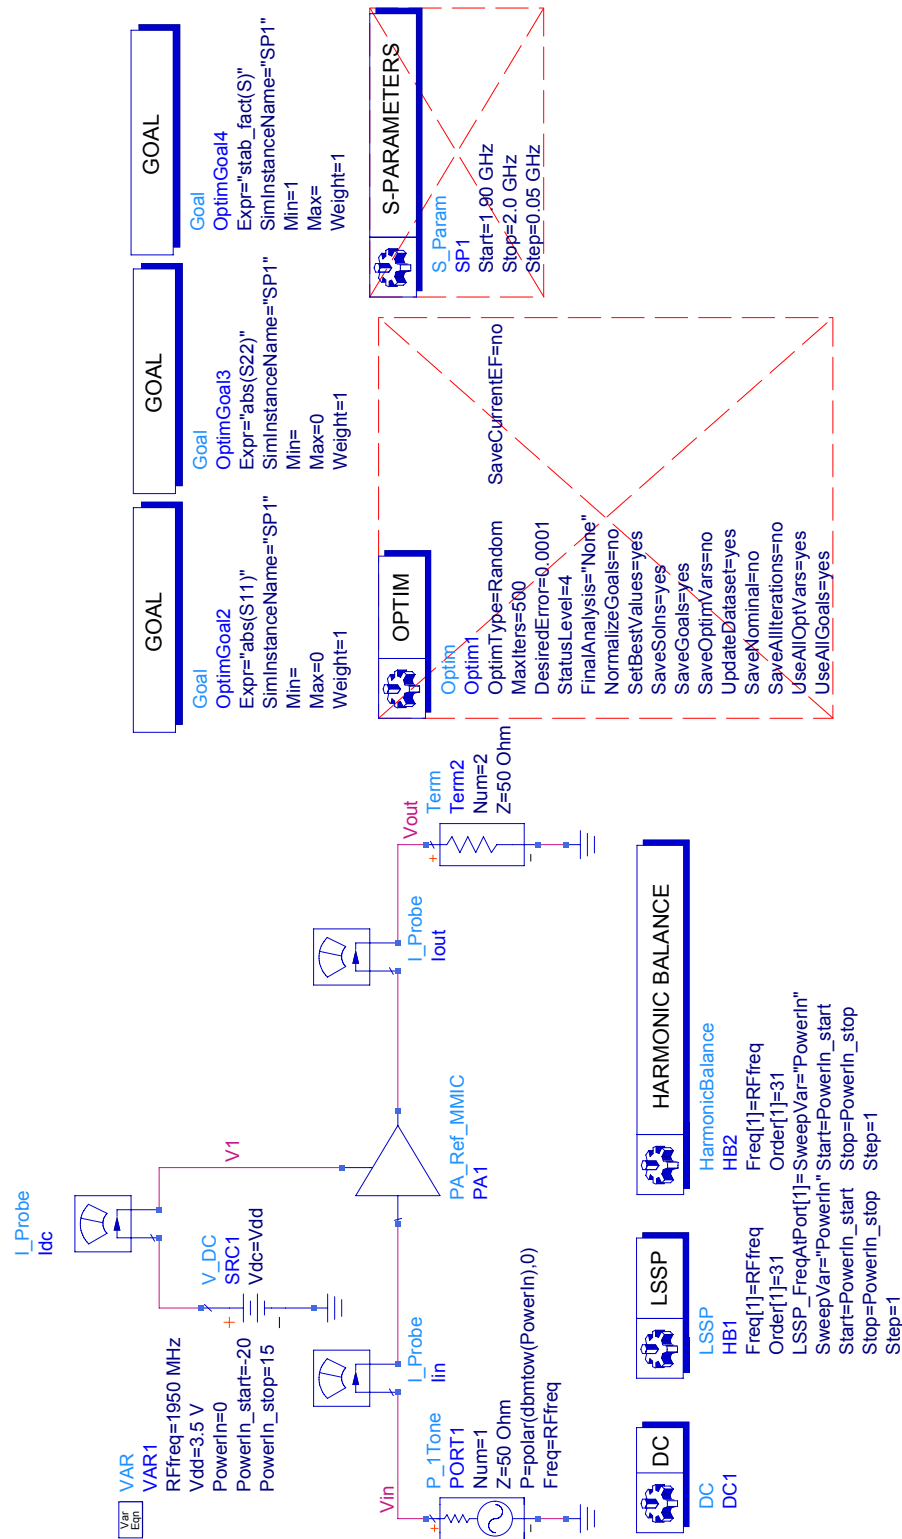 Var
Eqn
VAR
VAR1
RFfreq=1950 MHz
Vdd=3.5 V
PowerIn=0
PowerIn_start=-20
PowerIn_stop=15
I_Probe
Idc
V_DC
SRC1
Vdc=Vdd
+
-
V1
Vin
P_1Tone
PORT1
Num=1
Z=50 Ohm
P=polar(dbmtow(PowerIn),0)
Freq=RFfreq
+
-
I_Probe
Iin
PA_Ref_MMIC
PA1
I_Probe
Iout
Vout
Term
Term2
Num=2
Z=50 Ohm
+
-
DC
DC
DC1
LSSP
LSSP
HB1
Freq[1]=RFfreq
Order[1]=31
LSSP_FreqAtPort[1]=
SweepVar="PowerIn"
Start=PowerIn_start
Stop=PowerIn_stop
Step=1
HARMONIC BALANCE
HarmonicBalance
HB2
Freq[1]=RFfreq
Order[1]=31
SweepVar="PowerIn"
Start=PowerIn_start
Stop=PowerIn_stop
Step=1
GOAL
Goal
OptimGoal2
Expr="abs(S11)"
SimInstanceName="SP1"
Min=
Max=0
Weight=1
GOAL
Goal
OptimGoal3
Expr="abs(S22)"
SimInstanceName="SP1"
Min=
Max=0
Weight=1
GOAL
Goal
OptimGoal4
Expr="stab_fact(S)"
SimInstanceName="SP1"
Min=1
Max=
Weight=1
OPTIM
Optim
Optim1
OptimType=Random
MaxIters=500
DesiredError=0.0001
StatusLevel=4
FinalAnalysis="None"
NormalizeGoals=no
SetBestValues=yes
SaveSolns=yes
SaveGoals=yes
SaveOptimVars=no
UpdateDataset=yes
SaveNominal=no
SaveAllIterations=no
UseAllOptVars=yes
UseAllGoals=yes
SaveCurrentEF=no
S-PARAMETERS
S_Param
SP1
Start=1.90 GHz
Stop=2.0 GHz
Step=0.05 GHz